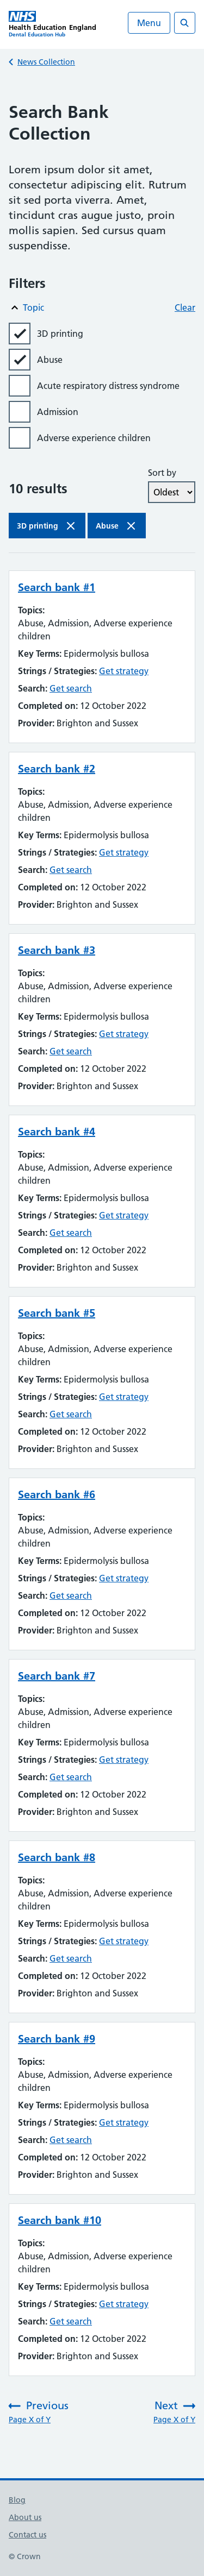 NHS
Health Education England
Dental Education Hub
Menu
News Collection
Search Bank
Collection
Lorem ipsum dolor sit amet,
consectetur adipiscing elit. Rutrum
sit sed porta viverra. Amet,
tincidunt cras augue justo, proin
mollis sapien. Sed cursus quam
suspendisse.
Filters
Topic
Clear
3D printing
Abuse
Acute respiratory distress syndrome
Admission
Adverse experience children
Sort by
10 results
Oldest
3D printing
Abuse
Search bank #1
Topics:
Abuse, Admission, Adverse experience
children
Key Terms: Epidermolysis bullosa
Strings / Strategies: Get strategy
Search: Get search
Completed on: 12 October 2022
Provider: Brighton and Sussex
Search bank #2
Topics:
Abuse, Admission, Adverse experience
children
Key Terms: Epidermolysis bullosa
Strings / Strategies: Get strategy
Search: Get search
Completed on: 12 October 2022
Provider: Brighton and Sussex
Search bank #3
Topics:
Abuse, Admission, Adverse experience
children
Key Terms: Epidermolysis bullosa
Strings / Strategies: Get strategy
Search: Get search
Completed on: 12 October 2022
Provider: Brighton and Sussex
Search bank #4
Topics:
Abuse, Admission, Adverse experience
children
Key Terms: Epidermolysis bullosa
Strings / Strategies: Get strategy
Search: Get search
Completed on: 12 October 2022
Provider: Brighton and Sussex
Search bank #5
Topics:
Abuse, Admission, Adverse experience
children
Key Terms: Epidermolysis bullosa
Strings / Strategies: Get strategy
Search: Get search
Completed on: 12 October 2022
Provider: Brighton and Sussex
Search bank #6
Topics:
Abuse, Admission, Adverse experience
children
Key Terms: Epidermolysis bullosa
Strings / Strategies: Get strategy
Search: Get search
Completed on: 12 October 2022
Provider: Brighton and Sussex
Search bank #7
Topics:
Abuse, Admission, Adverse experience
children
Key Terms: Epidermolysis bullosa
Strings / Strategies: Get strategy
Search: Get search
Completed on: 12 October 2022
Provider: Brighton and Sussex
Search bank #8
Topics:
Abuse, Admission, Adverse experience
children
Key Terms: Epidermolysis bullosa
Strings / Strategies: Get strategy
Search: Get search
Completed on: 12 October 2022
Provider: Brighton and Sussex
Search bank #9
Topics:
Abuse, Admission, Adverse experience
children
Key Terms: Epidermolysis bullosa
Strings / Strategies: Get strategy
Search: Get search
Completed on: 12 October 2022
Provider: Brighton and Sussex
Search bank #10
Topics:
Abuse, Admission, Adverse experience
children
Key Terms: Epidermolysis bullosa
Strings / Strategies: Get strategy
Search: Get search
Completed on: 12 October 2022
Provider: Brighton and Sussex
Previous
Page X of Y
Next
Page X of Y
Blog
About us
Contact us
© Crown